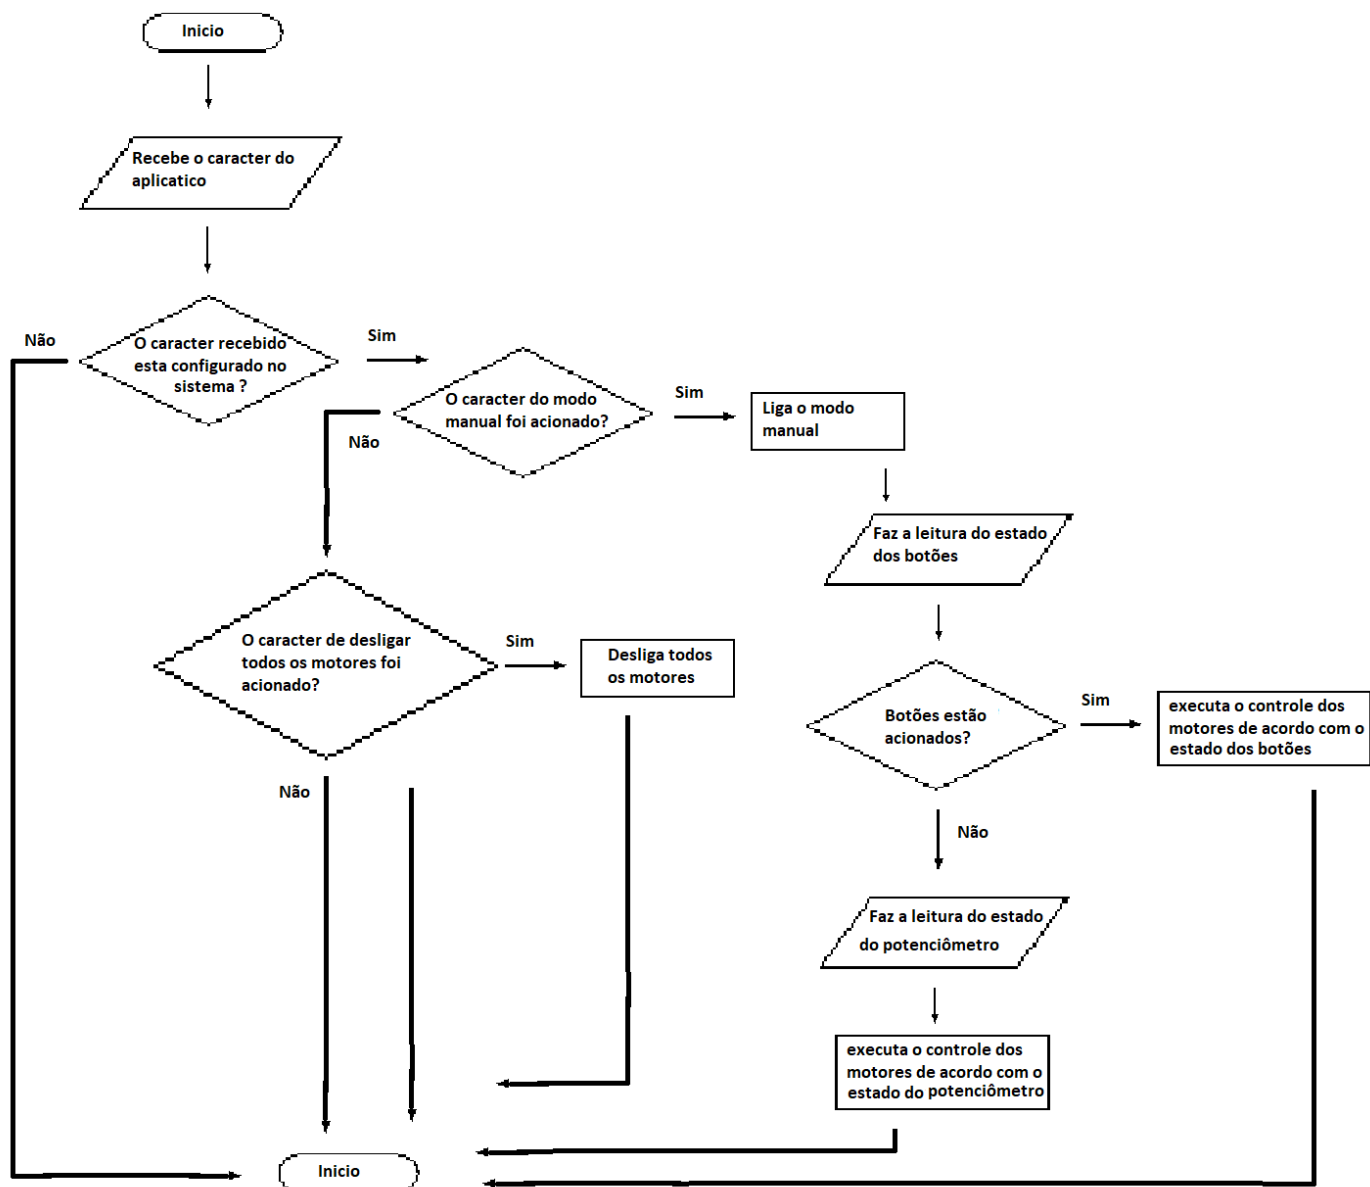 Inicio
Recebe o caracter do
aplicatico
Não
O caracter recebido
esta configurado no
sistema ?
Sim
O caracter do modo
manual foi acionado?
Sim
Liga o modo
manual
Não
Faz a leitura do estado
dos botões
O caracter de desligar
todos os motores foi
acionado?
Sim
Desliga todos
os motores
Botões estão
acionados?
Sim
executa o controle dos
motores de acordo com o
estado dos botões
Não
Não
Faz a leitura do estado
do potenciômetro
executa o controle dos
motores de acordo com o
estado do potenciômetro
Inicio